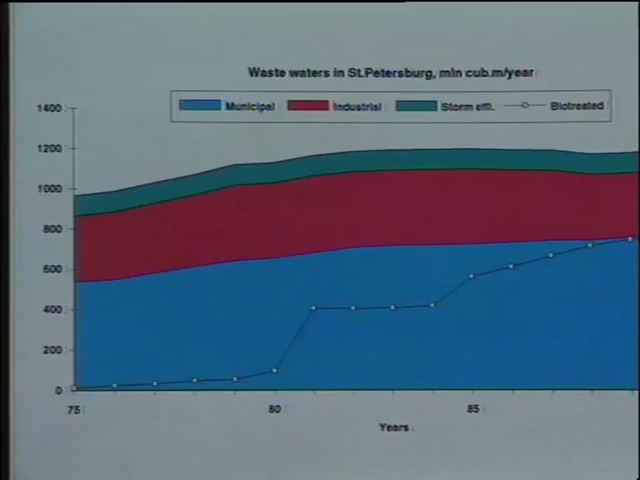 Waste waters in St.Petersburg, mln cub.m/year
Municipal Industrial Storm effl. Biotreated
1400
1200
1000
800
600
400
200
0
75 80 85
Years